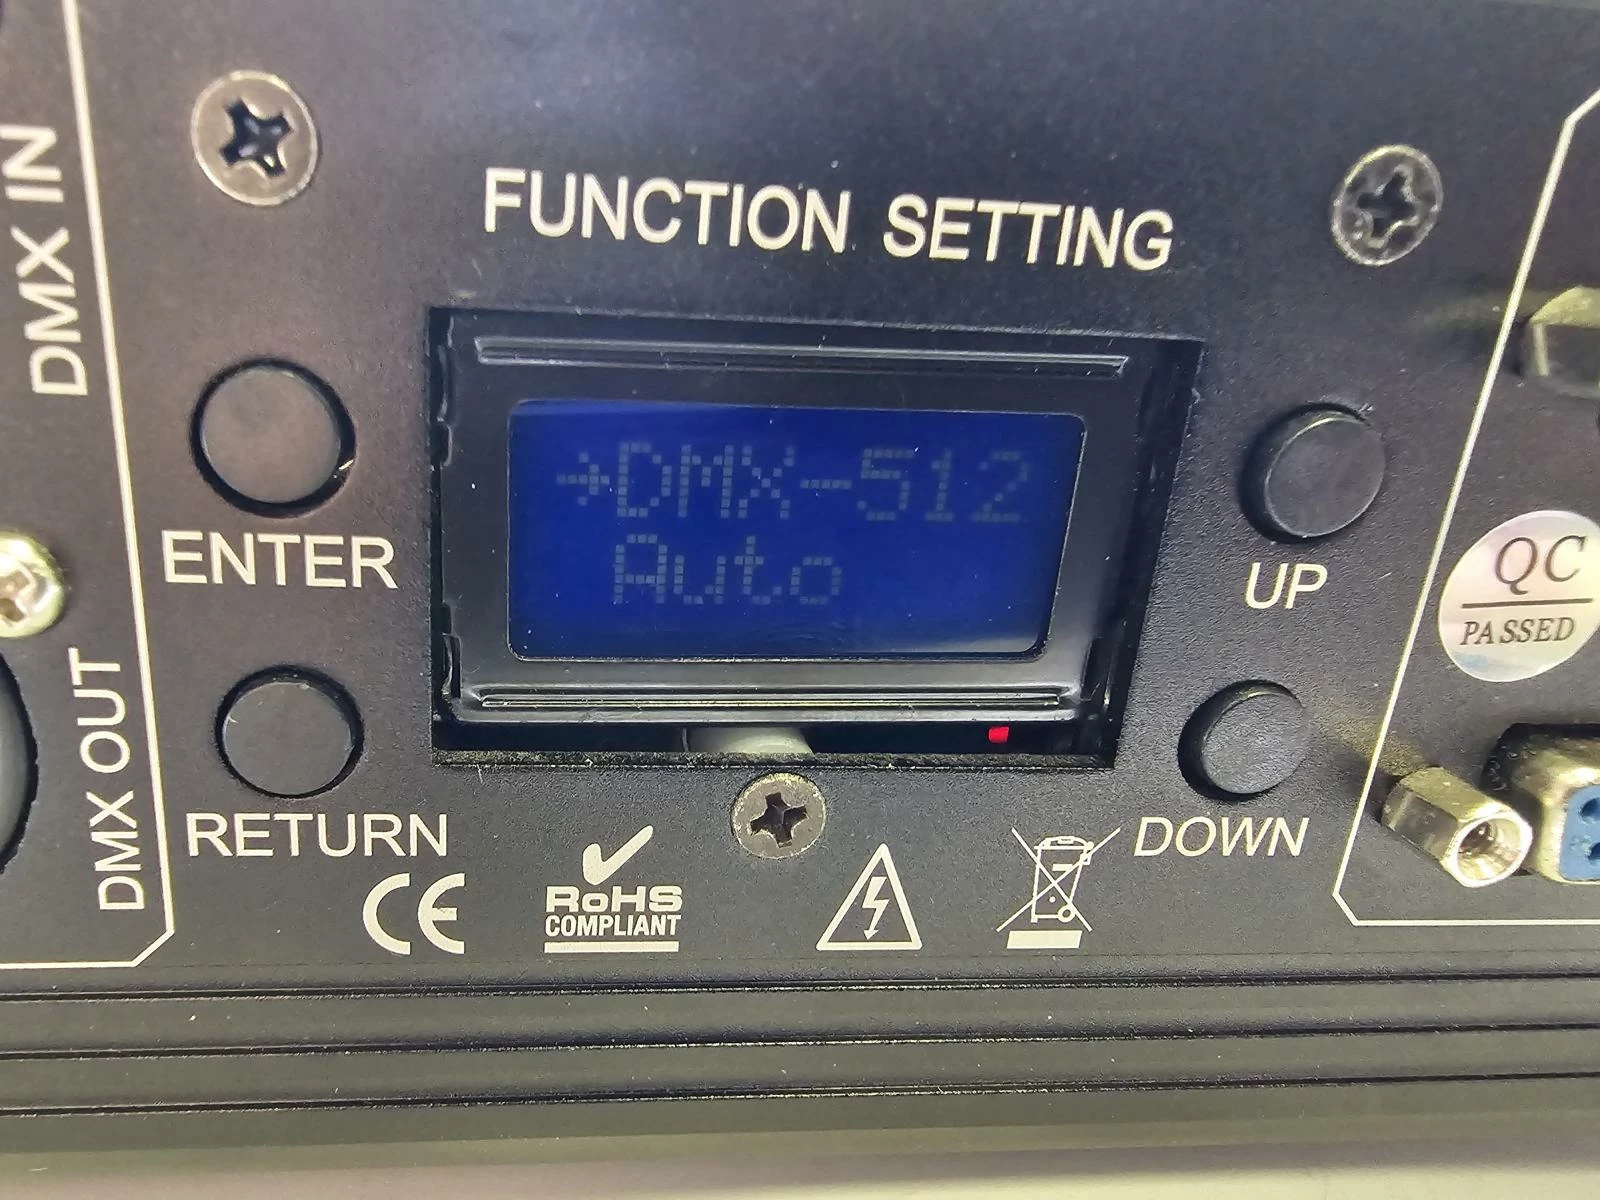 DMX IN
FUNCTION SETTING
→DMX-512
Auto
ENTER
UP
QC
PASSED
DMX OUT
RETURN
DOWN
CE
RoHS
COMPLIANT